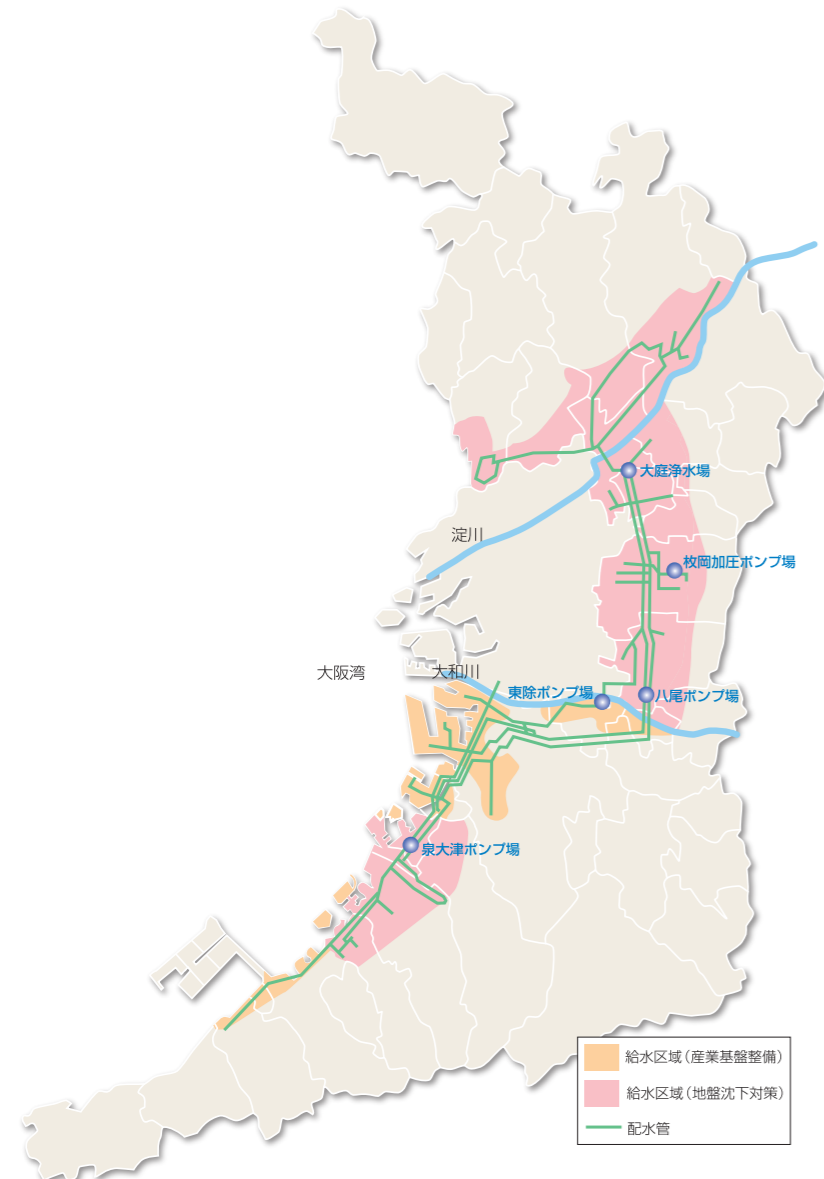 大庭浄水場
淀川
枚岡加圧ポンプ場
大阪湾
大和川
東除ポンプ場
八尾ポンプ場
泉大津ポンプ場
給水区域（産業基盤整備）
給水区域（地盤沈下対策）
配水管